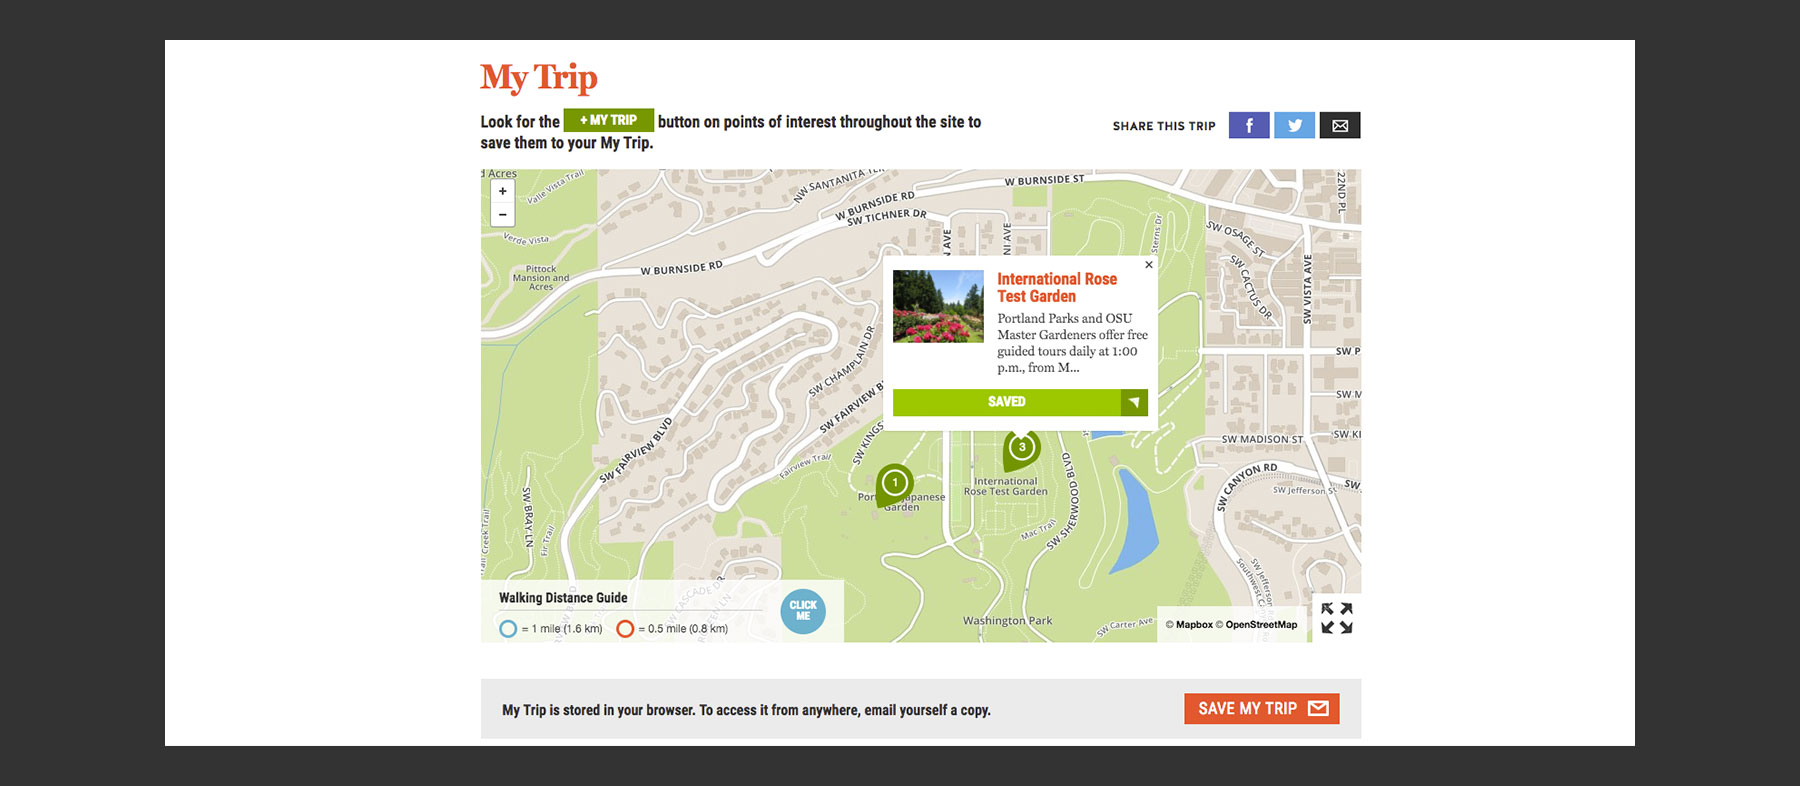 My Trip
Look for the + MY TRIP button on points of interest throughout the site to
save them to your My Trip.
SHARE THIS TRIP
d Acres
Valle Vista Trail
+
−
Verde Vista
Pittock
Mansion and
Acres
NW SANTANITA TER
W BURNSIDE RD
SW TICHNER DR
W BURNSIDE ST
22ND PL
W BURNSIDE RD
N AVE
NI AVE
Sterns Dr
SW OSAGE ST
SW CACTUS DR
SW VISTA AVE
×
International Rose
Test Garden
Portland Parks and OSU
Master Gardeners offer free
guided tours daily at 1:00
p.m., from M...
SAVED
SW CHAMPLAIN DR
SW FAIRVIEW B
SW KINGS
SW P
SW M
SW KI
SW MADISON ST
SW FAIRVIEW BLVD
Fairview Trail
3
1
International
Rose Test Garden
Por Japanese
Garden
SW SHERWOOD BLVD
SW CANYON RD
SW Jefferson St
SW
SW BRAY LN
Fir Trail
Trail Creek Trail
Mac Trail
SW CASCADE DR
EN LN
W BLVD
SW Jefferson
Southwest Ca
Washington Park
SW Carter Ave
Walking Distance Guide
= 1 mile (1.6 km) = 0.5 mile (0.8 km)
CLICK
ME
© Mapbox © OpenStreetMap
My Trip is stored in your browser. To access it from anywhere, email yourself a copy.
SAVE MY TRIP